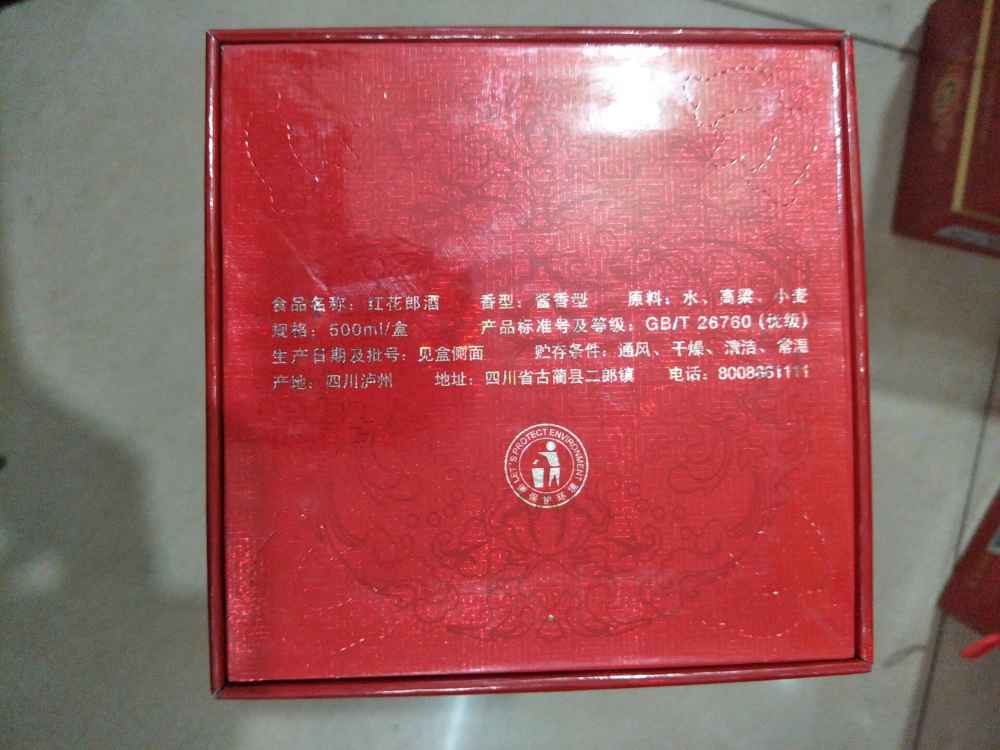 食品名称：红花郎酒 香型：酱香型 原料：水、高粱、小麦
规格：500ml/盒 产品标准号及等级：GB/T 26760 (优级)
生产日期及批号：见盒侧面 贮存条件：通风、干燥、清洁、常温
产地：四川泸州 地址：四川省古蔺县二郎镇 电话：8008861111
LET'S PROTECT ENVIRONMENT
保护环境